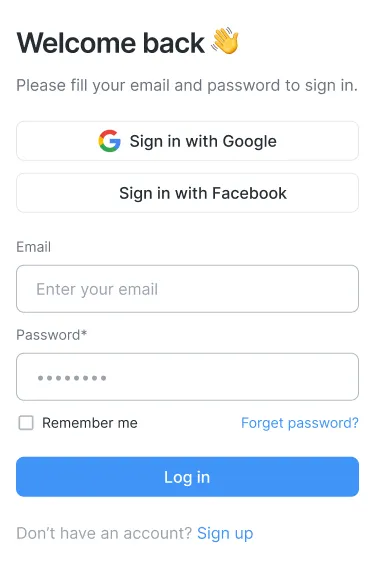 Welcome back 👋
Please fill your email and password to sign in.
Sign in with Google
Sign in with Facebook
Email
Enter your email
Password*
Remember me
Forget password?
Log in
Don’t have an account? Sign up